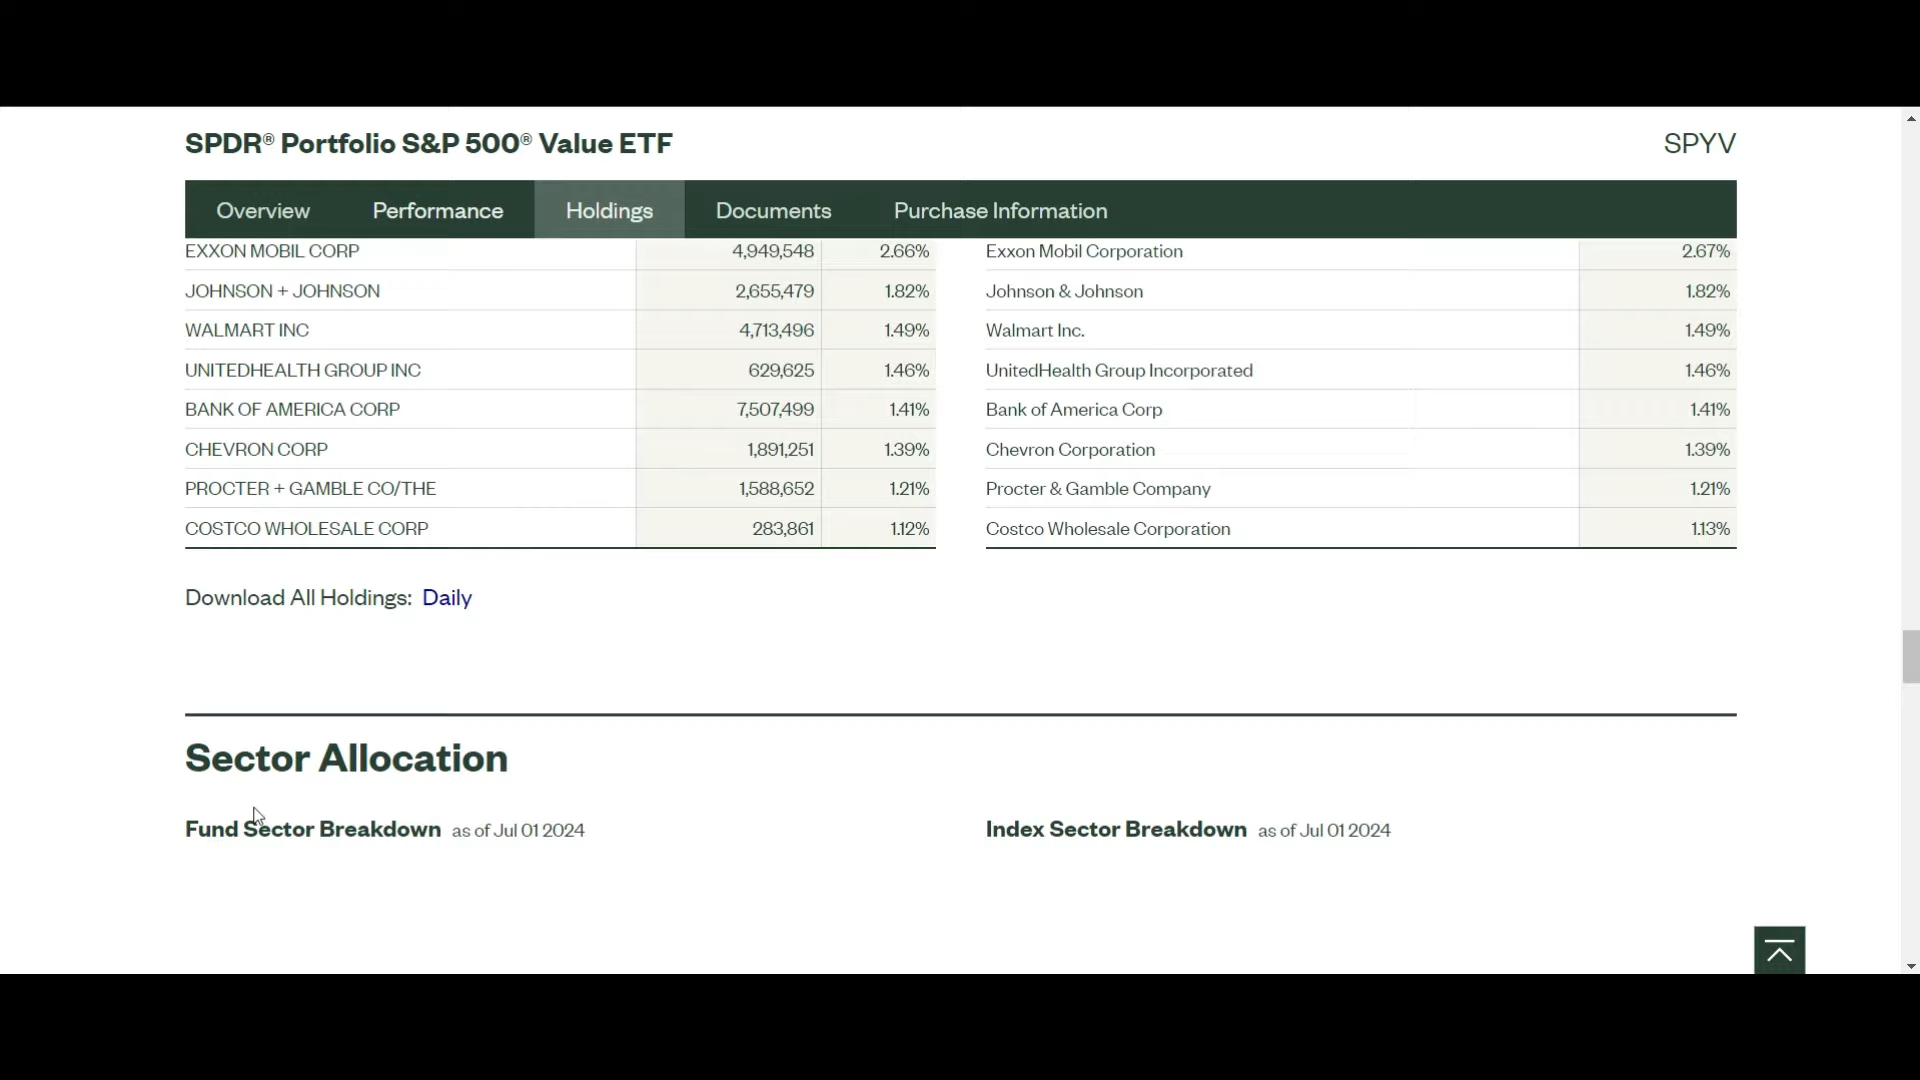 SPDR® Portfolio S&P 500® Value ETF SPYV
Overview Performance Holdings Documents Purchase Information
EXXON MOBIL CORP 4,949,548 2.66% Exxon Mobil Corporation 2.67%
JOHNSON + JOHNSON 2,655,479 1.82% Johnson & Johnson 1.82%
WALMART INC 4,713,496 1.49% Walmart Inc. 1.49%
UNITEDHEALTH GROUP INC 629,625 1.46% UnitedHealth Group Incorporated 1.46%
BANK OF AMERICA CORP 7,507,499 1.41% Bank of America Corp 1.41%
CHEVRON CORP 1,891,251 1.39% Chevron Corporation 1.39%
PROCTER + GAMBLE CO/THE 1,588,652 1.21% Procter & Gamble Company 1.21%
COSTCO WHOLESALE CORP 283,861 1.12% Costco Wholesale Corporation 1.13%
Download All Holdings: Daily
Sector Allocation
Fund Sector Breakdown as of Jul 01 2024 Index Sector Breakdown as of Jul 01 2024